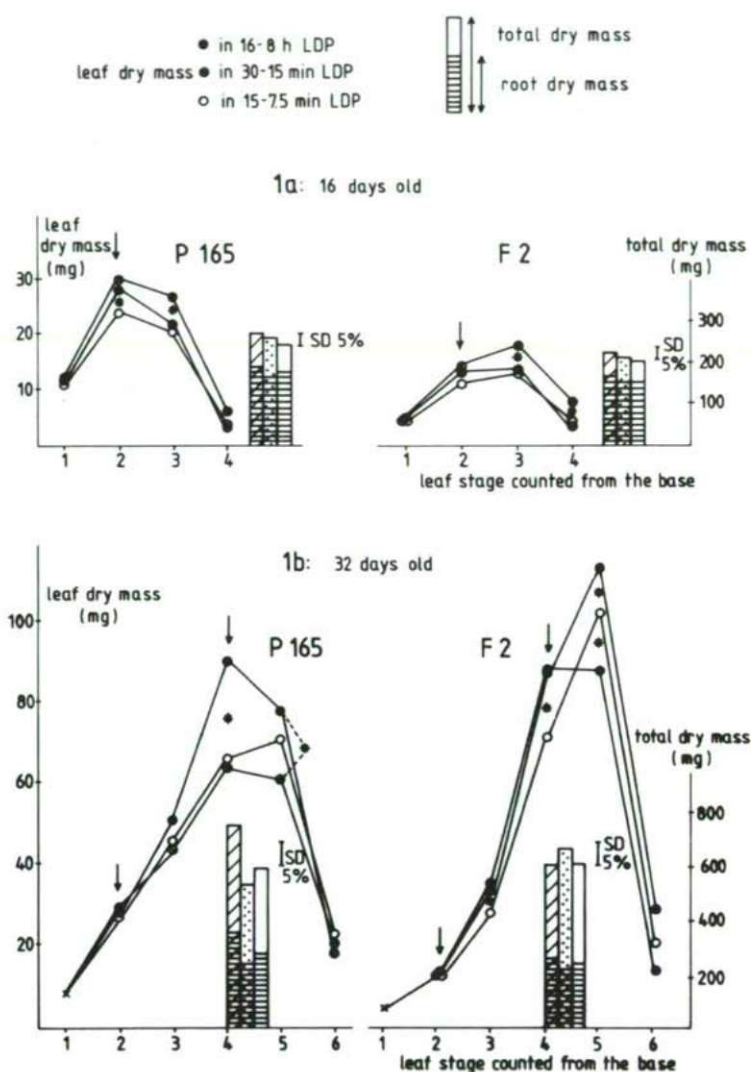 in 16-8 h LDP
leaf dry mass in 30-15 min LDP
in 15-7.5 min LDP
total dry mass
root dry mass
1a: 16 days old
leaf
dry mass
(mg)
P 165
F 2
total dry mass
(mg)
30
20
10
I SD 5%
I SD
5%
300
200
100
1 2 3 4
1 2 3 4
leaf stage counted from the base
1b: 32 days old
leaf dry mass
(mg)
P 165
F 2
total dry mass
(mg)
100
80
60
40
20
I SD
5%
I SD
5%
800
600
400
200
1 2 3 4 5 6
1 2 3 4 5 6
leaf stage counted from the base